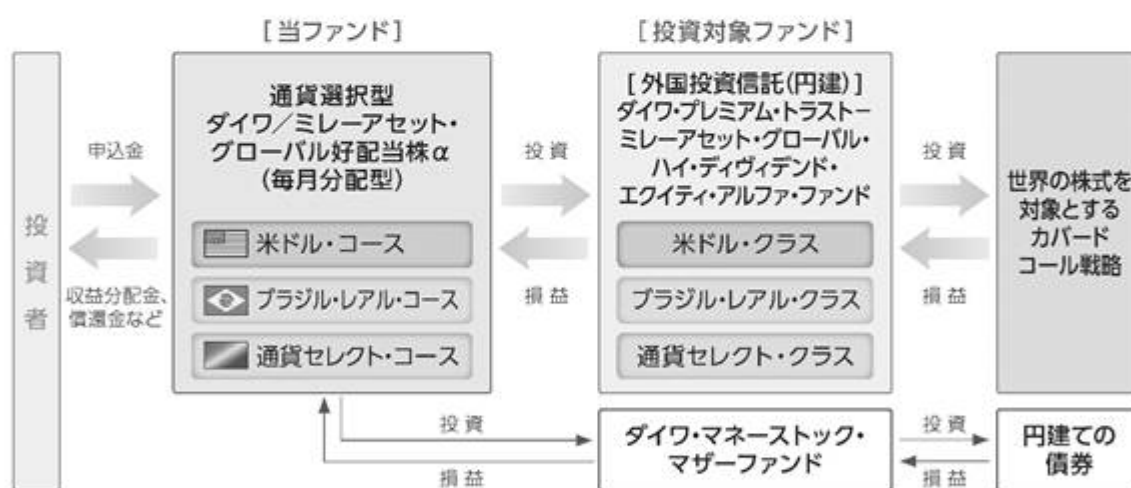 [当ファンド]
[投資対象ファンド]
投資者
申込金
収益分配金、
償還金など
通貨選択型
ダイワ／ミレーアセット・
グローバル好配当株α
(毎月分配型)
米ドル・コース
ブラジル・レアル・コース
通貨セレクト・コース
投資
損益
[外国投資信託(円建)]
ダイワ・プレミアム・トラストー
ミレーアセット・グローバル・
ハイ・ディヴィデンド・
エクイティ・アルファ・ファンド
米ドル・クラス
ブラジル・レアル・クラス
通貨セレクト・クラス
投資
損益
世界の株式を
対象とする
カバード
コール戦略
投資
損益
ダイワ・マネーストック・
マザーファンド
投資
損益
円建ての
債券